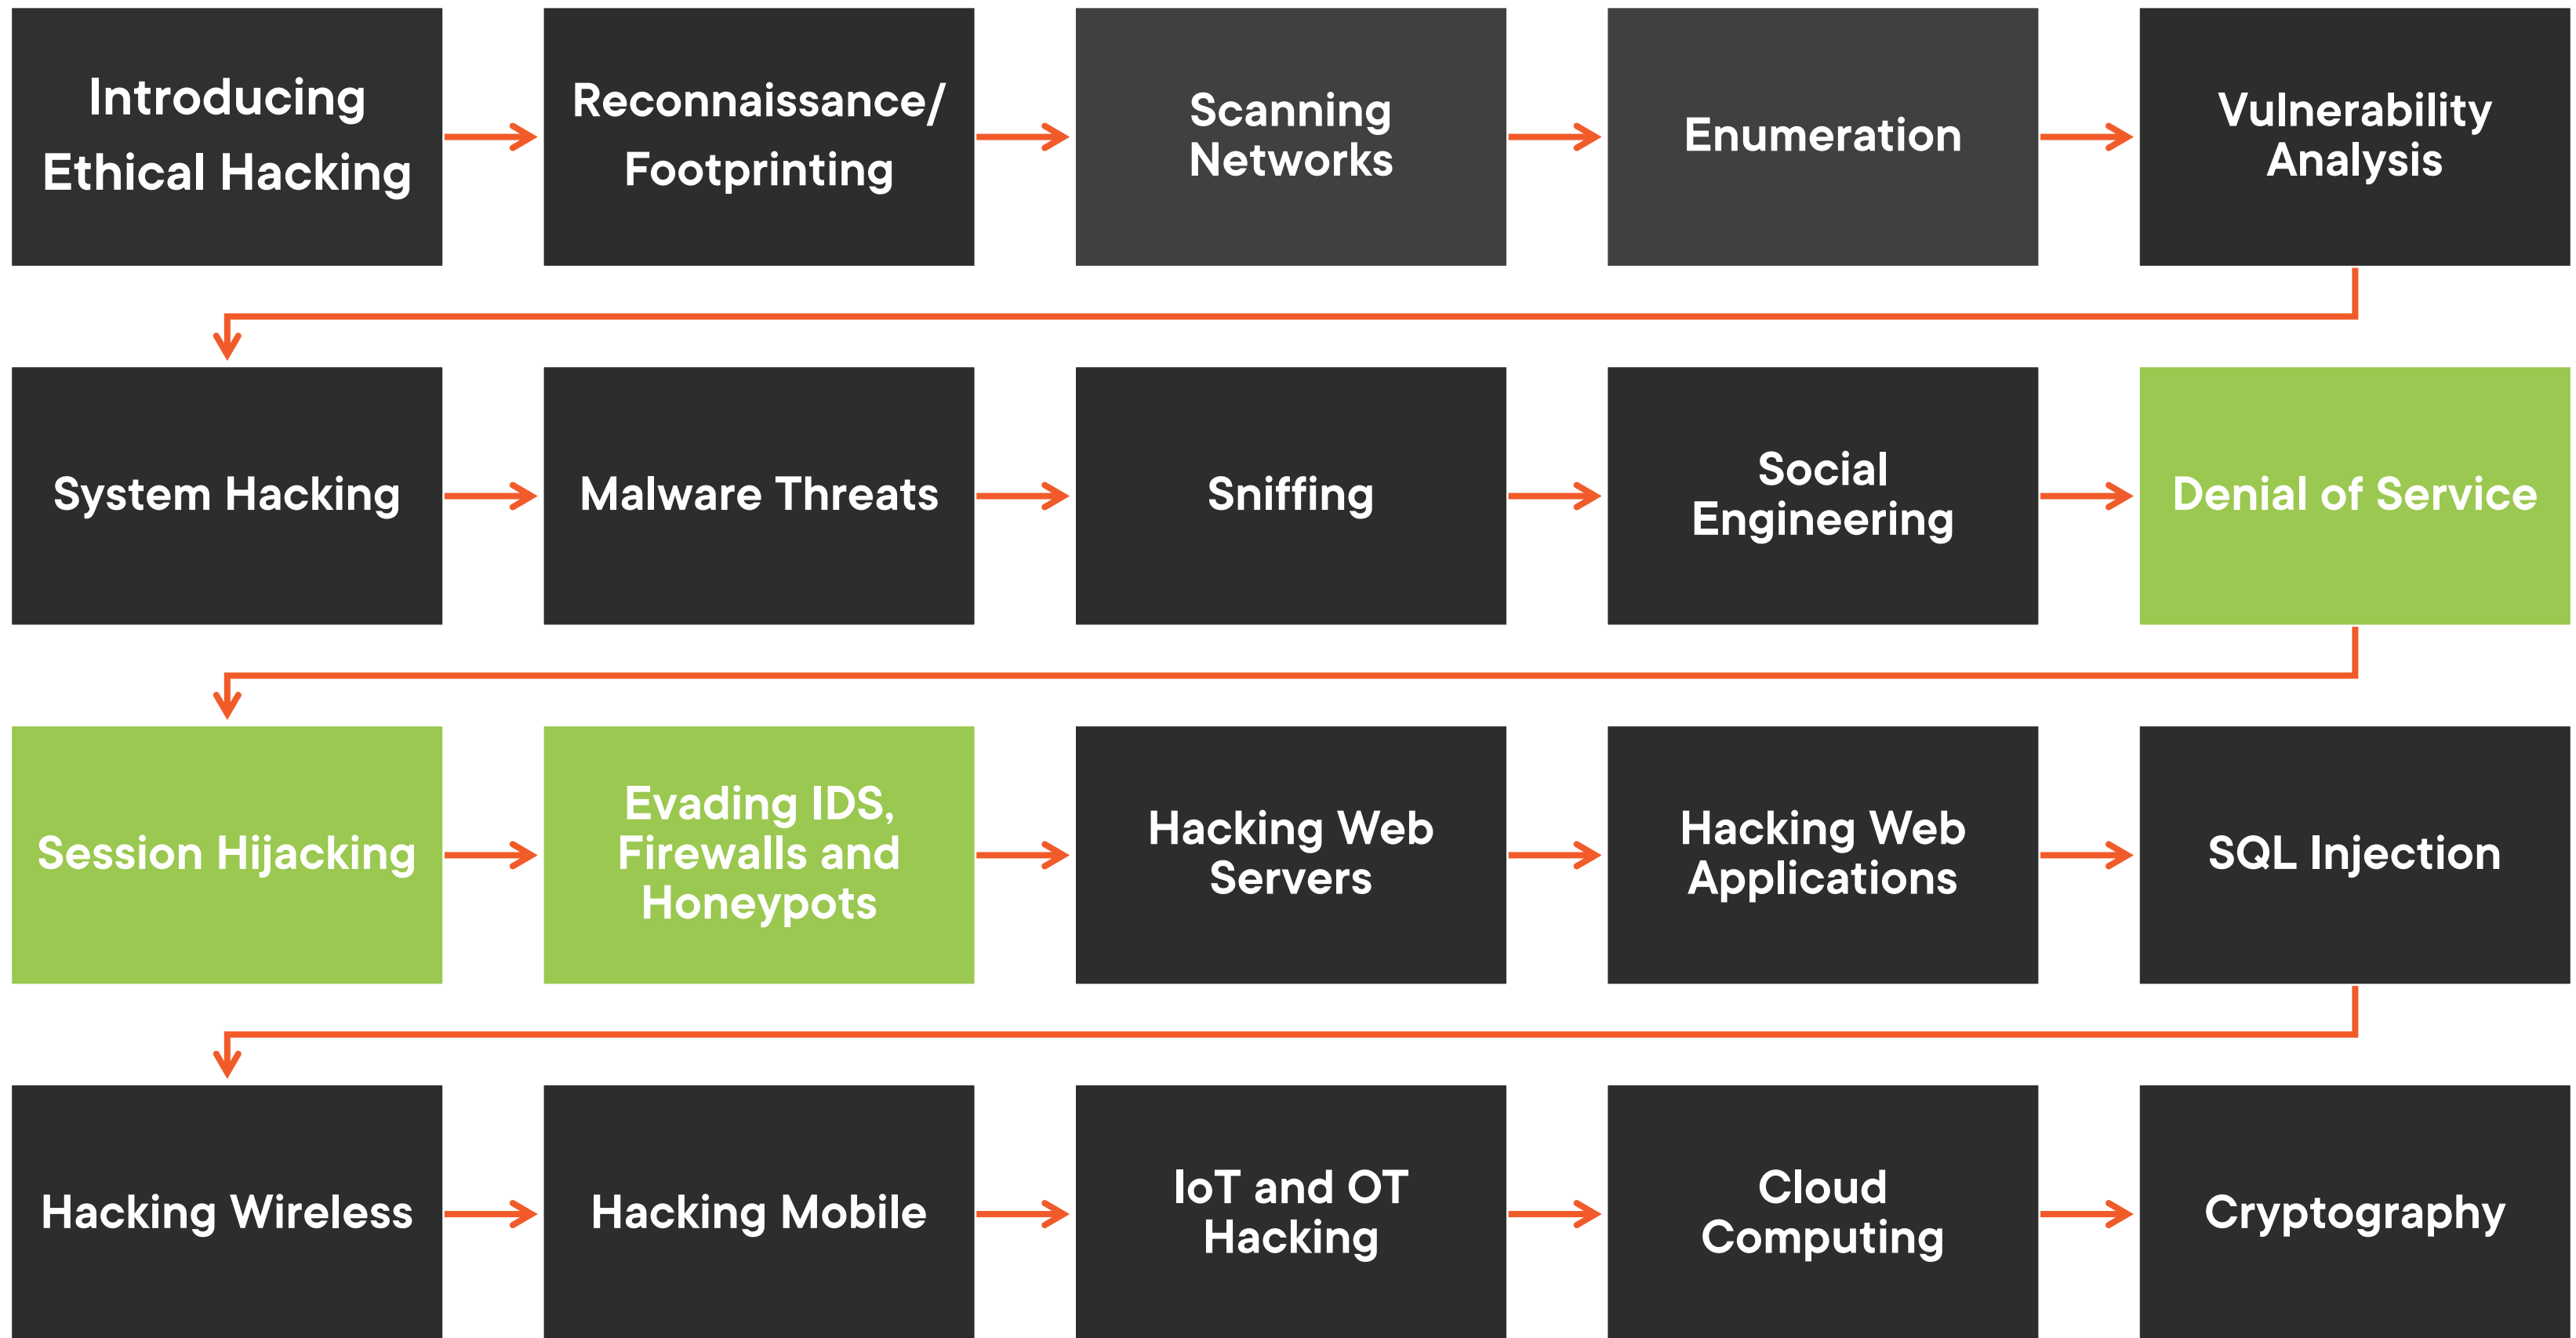 Introducing
Ethical Hacking
Reconnaissance/
Footprinting
Scanning
Networks
Enumeration
Vulnerability
Analysis
System Hacking
Malware Threats
Sniffing
Social
Engineering
Denial of Service
Session Hijacking
Evading IDS,
Firewalls and
Honeypots
Hacking Web
Servers
Hacking Web
Applications
SQL Injection
Hacking Wireless
Hacking Mobile
IoT and OT
Hacking
Cloud
Computing
Cryptography